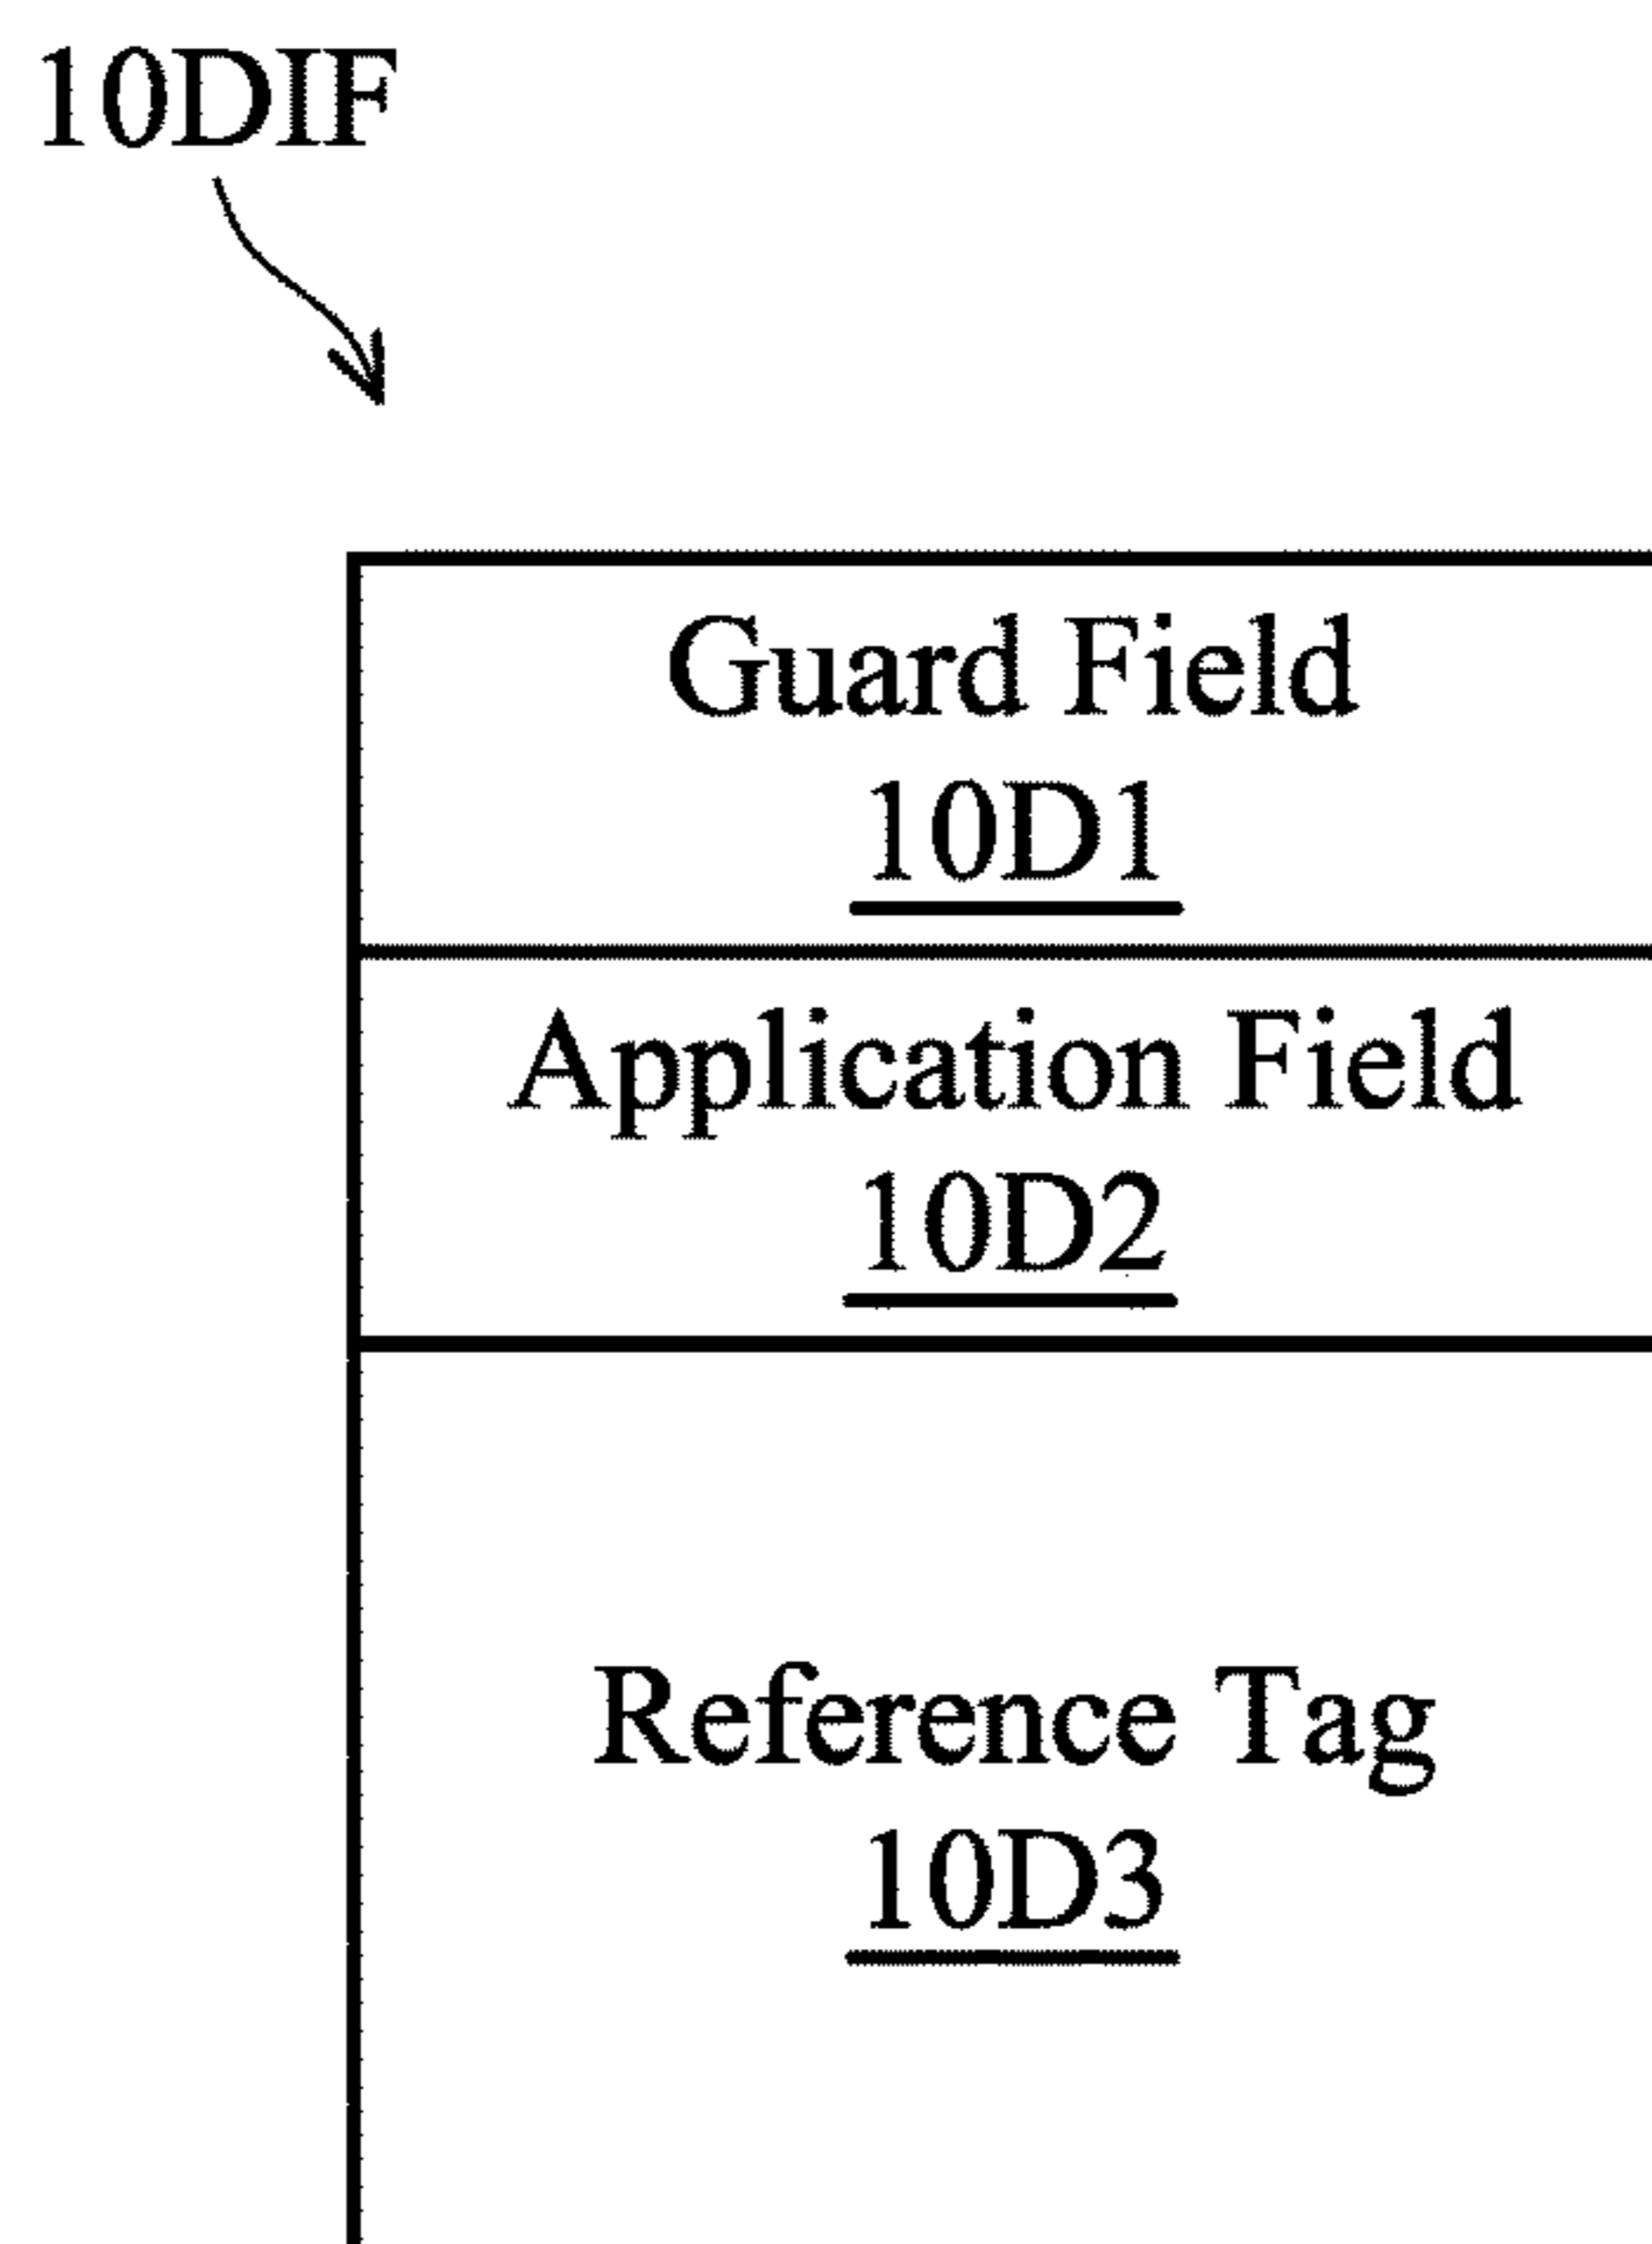 10DIF
Guard Field
10D1
Application Field
10D2
Reference Tag
10D3